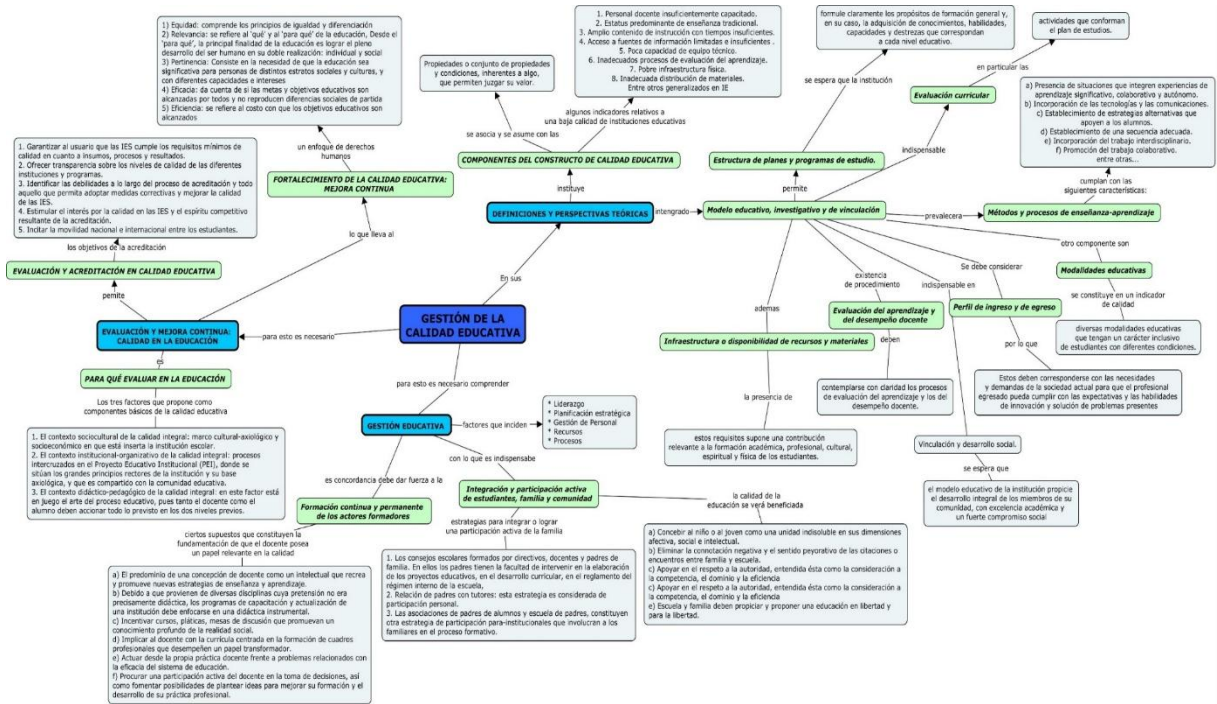 1) Equidad: comprende los principios de igualdad y diferenciación
2) Relevancia: se refiere al 'qué' y al 'para qué' de la educación, Desde el
'para qué', la principal finalidad de la educación es lograr el pleno
desarrollo del ser humano en su doble realización: individual y social
3) Pertinencia: Consiste en la necesidad de que la educación sea
significativa para personas de distintos estratos sociales y culturas, y
con diferentes capacidades e intereses
4) Eficacia: da cuenta de si las metas y objetivos educativos son
alcanzadas por todos y no reproducen diferencias sociales de partida
5) Eficiencia: se refiere al costo con que los objetivos educativos son
alcanzados
un enfoque de derechos
humanos
FORTALECIMIENTO DE LA CALIDAD EDUCATIVA:
MEJORA CONTINUA
lo que lleva al
1. Garantizar al usuario que las IES cumple los requisitos mínimos de
calidad en cuanto a insumos, procesos y resultados.
2. Ofrecer transparencia sobre los niveles de calidad de las diferentes
instituciones y programas.
3. Identificar las debilidades a lo largo del proceso de acreditación y todo
aquello que permita adoptar medidas correctivas y mejorar la calidad
de las IES.
4. Estimular el interés por la calidad en las IES y el espíritu competitivo
resultante de la acreditación.
5. Incitar la movilidad nacional e internacional entre los estudiantes.
los objetivos de la acreditación
EVALUACIÓN Y ACREDITACIÓN EN CALIDAD EDUCATIVA
pemite
EVALUACIÓN Y MEJORA CONTINUA:
CALIDAD EN LA EDUCACIÓN
para esto es necesario
GESTIÓN DE LA
CALIDAD EDUCATIVA
es
PARA QUÉ EVALUAR EN LA EDUCACIÓN
Los tres factores que propone como
componentes básicos de la calidad educativa
1. El contexto sociocultural de la calidad integral: marco cultural-axiológico y
socioeconómico en que está inserta la institución escolar.
2. El contexto institucional-organizativo de la calidad integral: procesos
intercruzados en el Proyecto Educativo Institucional (PEI), donde se
sitúan los grandes principios rectores de la institución y su base
axiológica, y que es compartido con la comunidad educativa.
3. El contexto didáctico-pedagógico de la calidad integral: en este factor está
en juego el arte del proceso educativo, pues tanto el docente como el
alumno deben accionar todo lo previsto en los dos niveles previos.
En sus
DEFINICIONES Y PERSPECTIVAS TEÓRICAS
instituye
COMPONENTES DEL CONSTRUCTO DE CALIDAD EDUCATIVA
se asocia y se asume con las
Propiedades o conjunto de propiedades
y condiciones, inherentes a algo,
que permiten juzgar su valor.
algunos indicadores relativos a
una baja calidad de instituciones educativas
1. Personal docente insuficientemente capacitado.
2. Estatus predominante de enseñanza tradicional.
3. Amplio contenido de instrucción con tiempos insuficientes.
4. Acceso a fuentes de información limitadas e insuficientes .
5. Poca capacidad de equipo técnico.
6. Inadecuados procesos de evaluación del aprendizaje.
7. Pobre infraestructura física.
8. Inadecuada distribución de materiales.
Entre otros generalizados en IE
intengrado
Modelo educativo, investigativo y de vinculación
permite
Estructura de planes y programas de estudio.
se espera que la institución
formule claramente los propósitos de formación general y,
en su caso, la adquisición de conocimientos, habilidades,
capacidades y destrezas que correspondan
a cada nivel educativo.
indispensable
Evaluación curricular
en particular las
actividades que conforman
el plan de estudios.
prevalecera
Métodos y procesos de enseñanza-aprendizaje
cumplan con las
siguientes características:
a) Presencia de situaciones que integren experiencias de
aprendizaje significativo, colaborativo y autónomo.
b) Incorporación de las tecnologías y las comunicaciones.
c) Establecimiento de estrategias alternativas que
apoyen a los alumnos.
d) Establecimiento de una secuencia adecuada.
e) Incorporación del trabajo interdisciplinario.
f) Promoción del trabajo colaborativo.
entre otras...
otro componente son
Modalidades educativas
se constituye en un indicador
de calidad
diversas modalidades educativas
que tengan un carácter inclusivo
de estudiantes con diferentes condiciones.
Se debe considerar
Perfil de ingreso y de egreso
por lo que
Estos deben corresponderse con las necesidades
y demandas de la sociedad actual para que el profesional
egresado pueda cumplir con las expectativas y las habilidades
de innovación y solución de problemas presentes
indispensable en
Vinculación y desarrollo social.
se espera que
el modelo educativo de la institución propicie
el desarrollo integral de los miembros de su
comunidad, con excelencia académica y
un fuerte compromiso social
existencia
de procedimiento
Evaluación del aprendizaje y
del desempeño docente
deben
contemplarse con claridad los procesos
de evaluación del aprendizaje y los del
desempeño docente.
ademas
Infraestructura o disponibilidad de recursos y materiales
la presencia de
estos requisitos supone una contribución
relevante a la formación académica, profesional, cultural,
espiritual y física de los estudiantes.
para esto es necesario comprender
GESTIÓN EDUCATIVA
factores que inciden
* Liderazgo
* Planificación estratégica
* Gestión de Personal
* Recursos
* Procesos
es concordancia debe dar fuerza a la
Formación continua y permanente
de los actores formadores
ciertos supuestos que constituyen la
fundamentación de que el docente posea
un papel relevante en la calidad
a) El predominio de una concepción de docente como un intelectual que recrea
y promueve nuevas estrategias de enseñanza y aprendizaje.
b) Debido a que provienen de diversas disciplinas cuya pretensión no era
precisamente didáctica, los programas de capacitación y actualización de
una institución debe enfocarse en una didáctica instrumental.
c) Incentivar cursos, pláticas, mesas de discusión que promuevan un
conocimiento profundo de la realidad social.
d) Implicar al docente con la currícula centrada en la formación de cuadros
profesionales que desempeñen un papel transformador.
e) Actuar desde la propia práctica docente frente a problemas relacionados con
la eficacia del sistema de educación.
f) Procurar una participación activa del docente en la toma de decisiones, así
como fomentar posibilidades de plantear ideas para mejorar su formación y el
desarrollo de su práctica profesional.
con lo que es indispensabe
Integración y participación activa
de estudiantes, familia y comunidad
estrategias para integrar o lograr
una participación activa de la familia
1. Los consejos escolares formados por directivos, docentes y padres de
familia. En ellos los padres tienen la facultad de intervenir en la elaboración
de los proyectos educativos, en el desarrollo curricular, en el reglamento del
régimen interno de la escuela,
2. Relación de padres con tutores: esta estrategia es considerada de
participación personal.
3. Las asociaciones de padres de alumnos y escuela de padres, constituyen
otra estrategia de participación para-institucionales que involucran a los
familiares en el proceso formativo.
la calidad de la
educación se verá beneficiada
a) Concebir al niño o al joven como una unidad indisoluble en sus dimensiones
afectiva, social e intelectual.
b) Eliminar la connotación negativa y el sentido peyorativo de las citaciones o
encuentros entre familia y escuela.
c) Apoyar en el respeto a la autoridad, entendida ésta como la consideración a
la competencia, el dominio y la eficiencia
c) Apoyar en el respeto a la autoridad, entendida ésta como la consideración a
la competencia, el dominio y la eficiencia
e) Escuela y familia deben propiciar y proponer una educación en libertad y
para la libertad.